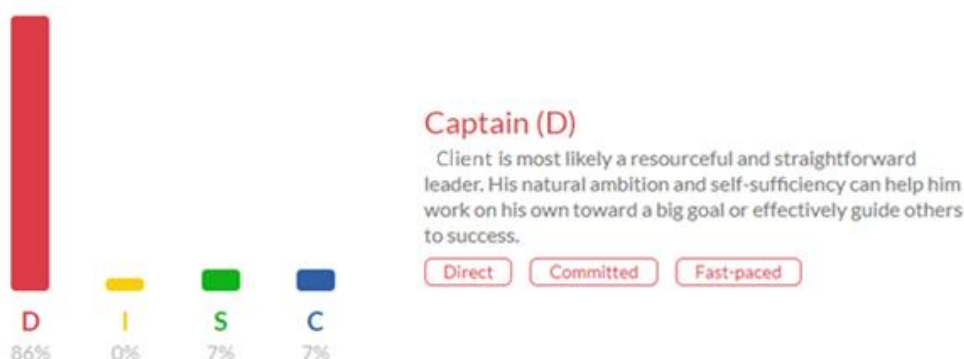 Captain (D)
Client is most likely a resourceful and straightforward
leader. His natural ambition and self-sufficiency can help him
work on his own toward a big goal or effectively guide others
to success.
Direct Committed Fast-paced
D I S C
86% 0% 7% 7%